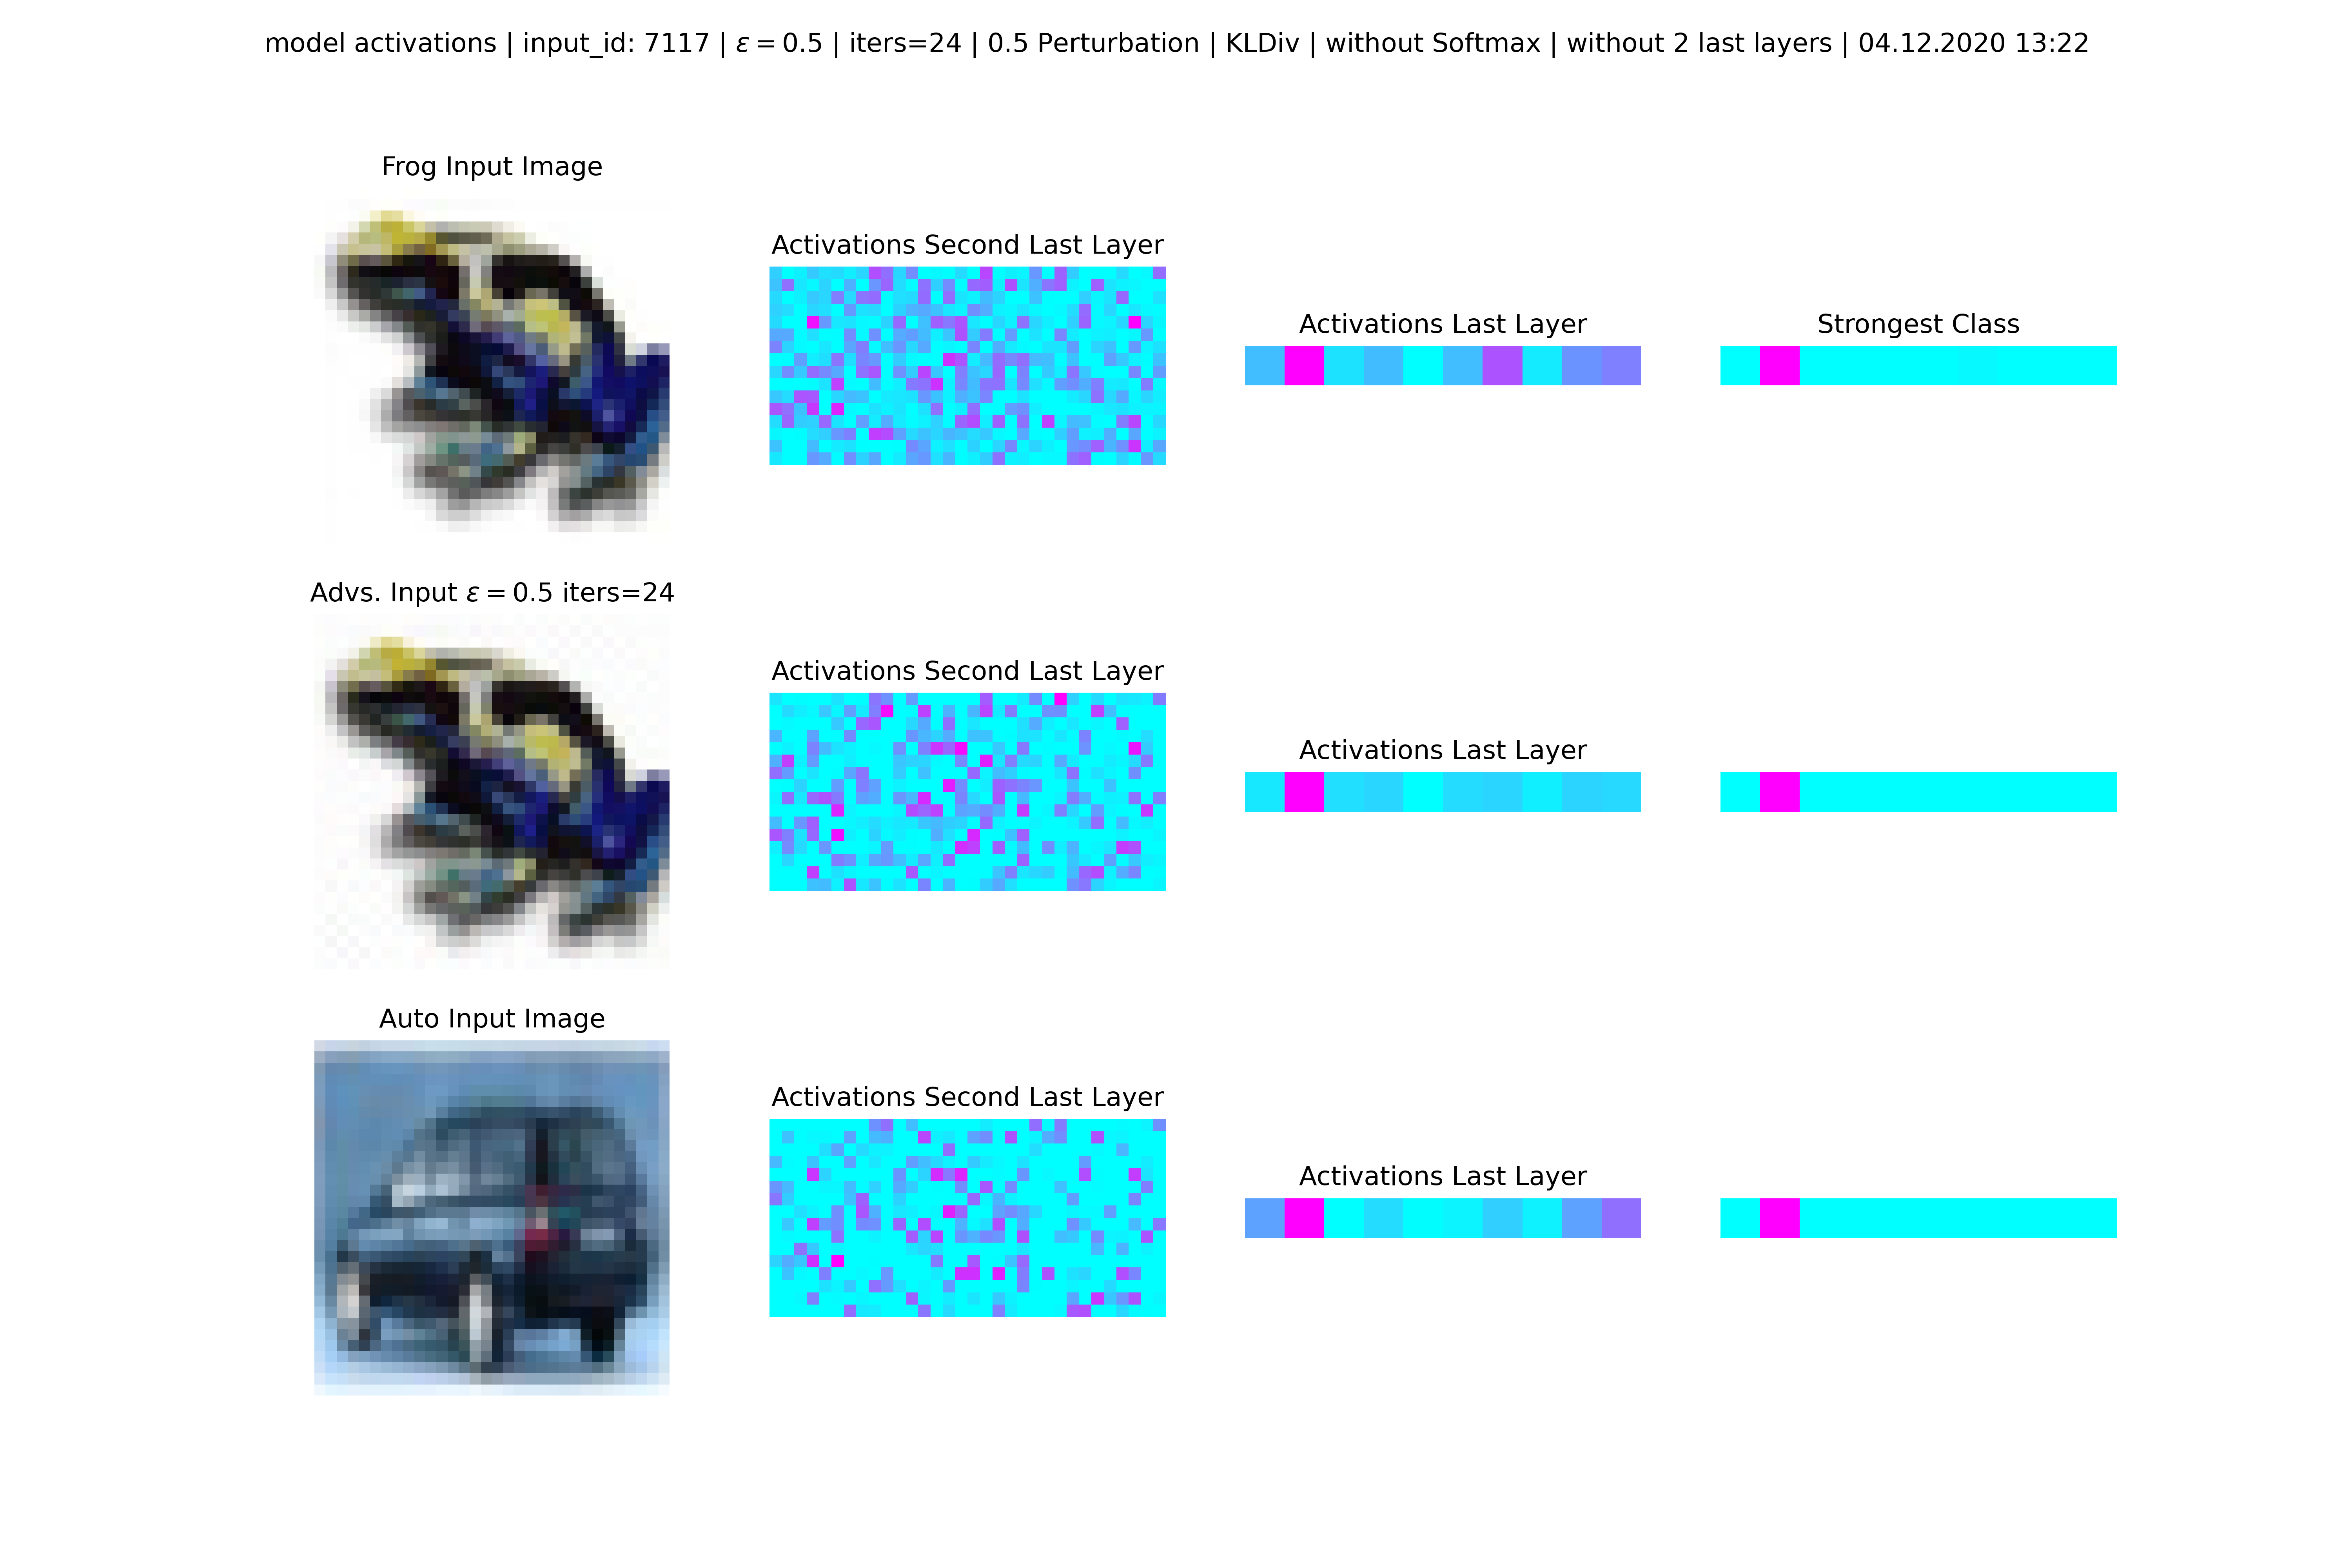 model activations | input_id: 7117 | ε = 0.5 | iters=24 | 0.5 Perturbation | KLDiv | without Softmax | without 2 last layers | 04.12.2020 13:22
Frog Input Image
Activations Second Last Layer
Activations Last Layer
Strongest Class
Advs. Input ε = 0.5 iters=24
Activations Second Last Layer
Activations Last Layer
Auto Input Image
Activations Second Last Layer
Activations Last Layer